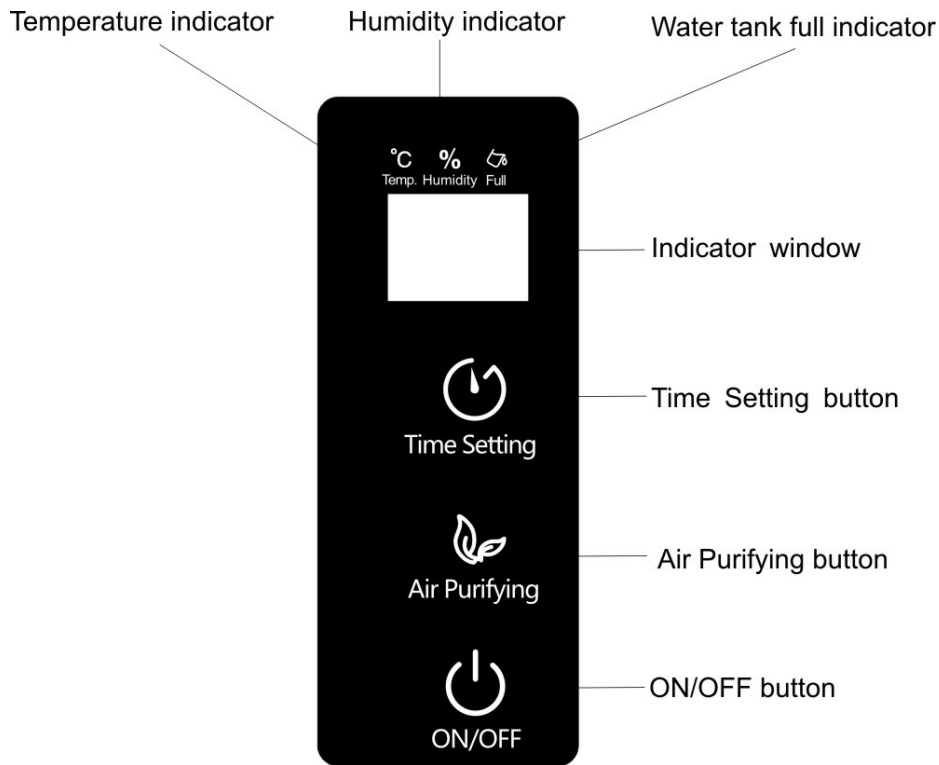 Temperature indicator
Humidity indicator
Water tank full indicator
°C % 
Temp. Humidity Full
Indicator window
Time Setting button
Time Setting
Air Purifying button
Air Purifying
ON/OFF button
ON/OFF